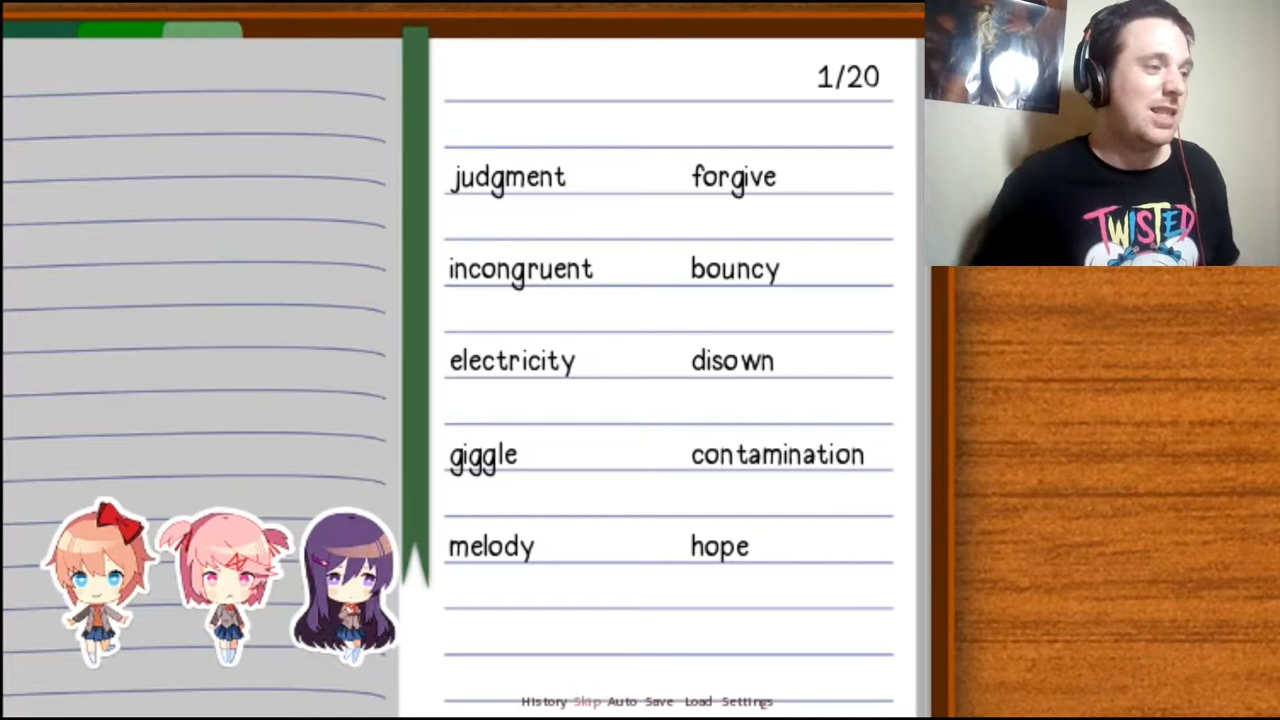 1/20
judgment forgive
incongruent bouncy
electricity disown
giggle contamination
melody hope
History Skip Auto Save Load Settings
TWISTED